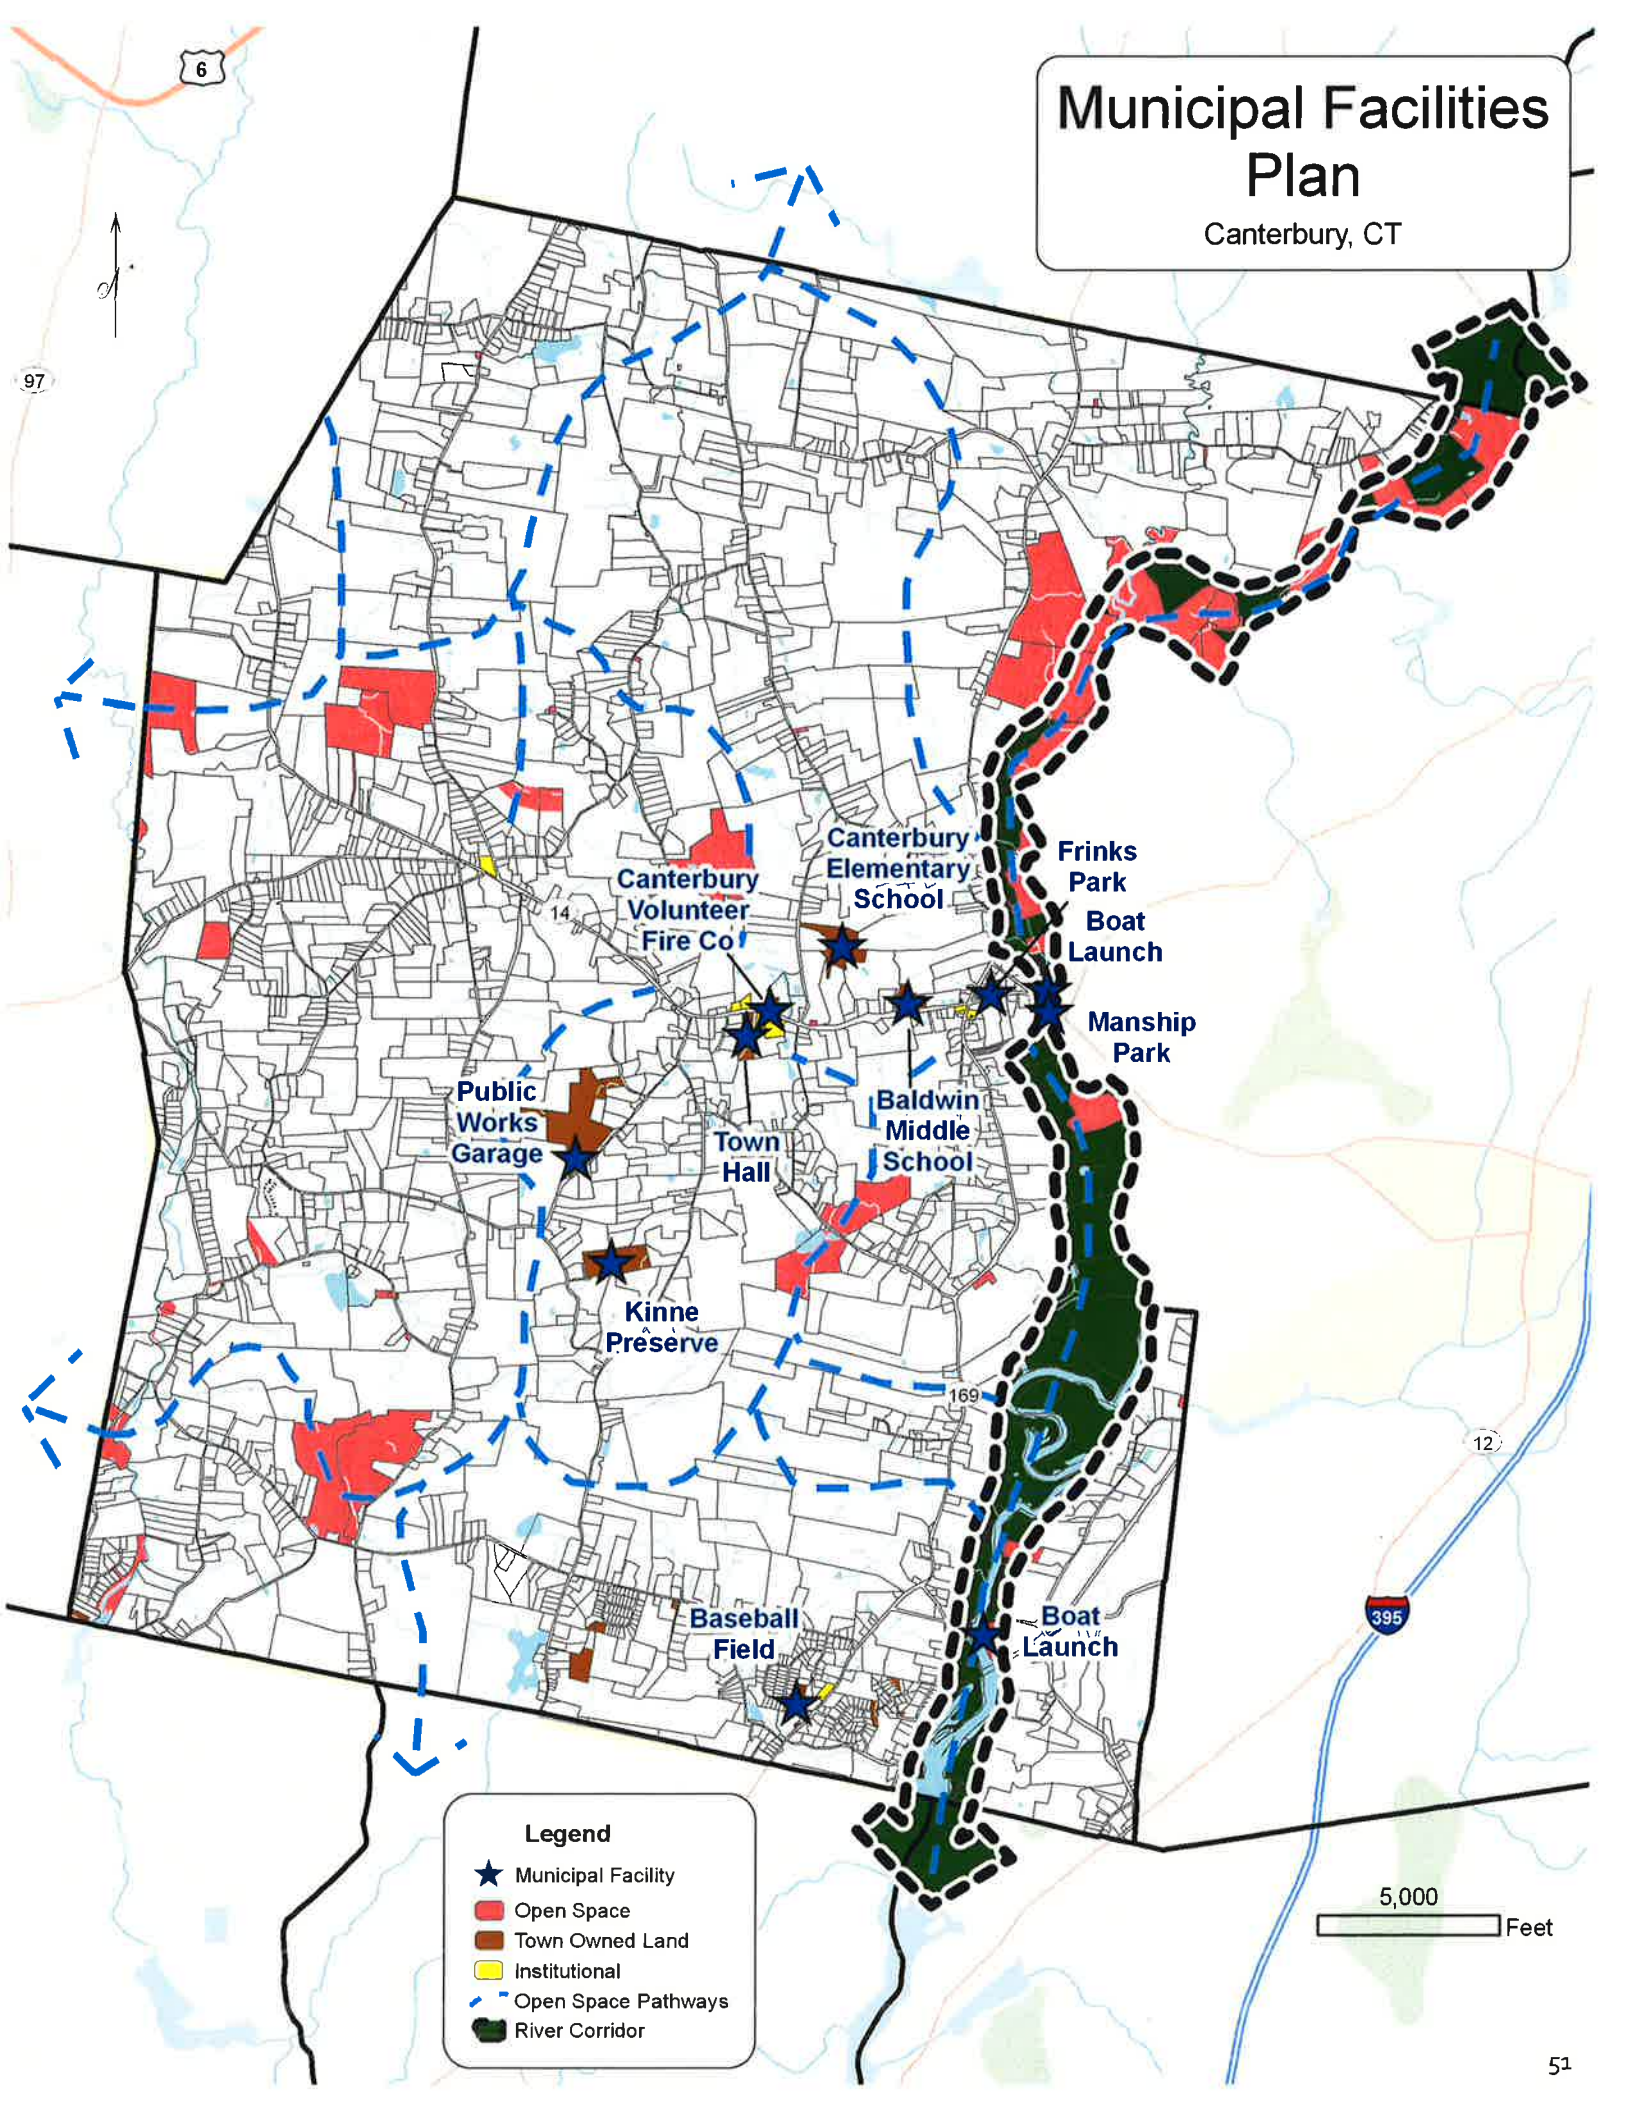 6
Municipal Facilities
Plan
Canterbury, CT
97
Canterbury
Elementary
School
Frinks
Park
Boat
Launch
Canterbury
Volunteer
Fire Co
14
Manship
Park
Public
Works
Garage
Town
Hall
Baldwin
Middle
School
Kinne
Preserve
169
12
395
Baseball
Field
Boat
Launch
Legend
Municipal Facility
Open Space
Town Owned Land
Institutional
Open Space Pathways
River Corridor
5,000
Feet
51